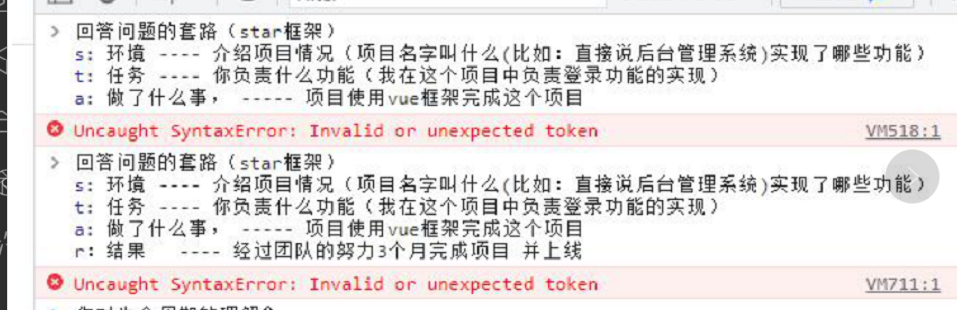 回答问题的套路（star框架）
s: 环境 ---- 介绍项目情况（项目名字叫什么(比如：直接说后台管理系统)实现了哪些功能）
t: 任务 ---- 你负责什么功能（我在这个项目中负责登录功能的实现）
a: 做了什么事， ----- 项目使用vue框架完成这个项目
Uncaught SyntaxError: Invalid or unexpected token VM518:1
回答问题的套路（star框架）
s: 环境 ---- 介绍项目情况（项目名字叫什么(比如：直接说后台管理系统)实现了哪些功能）
t: 任务 ---- 你负责什么功能（我在这个项目中负责登录功能的实现）
a: 做了什么事， ----- 项目使用vue框架完成这个项目
r: 结果 ---- 经过团队的努力3个月完成项目 并上线
Uncaught SyntaxError: Invalid or unexpected token VM711:1